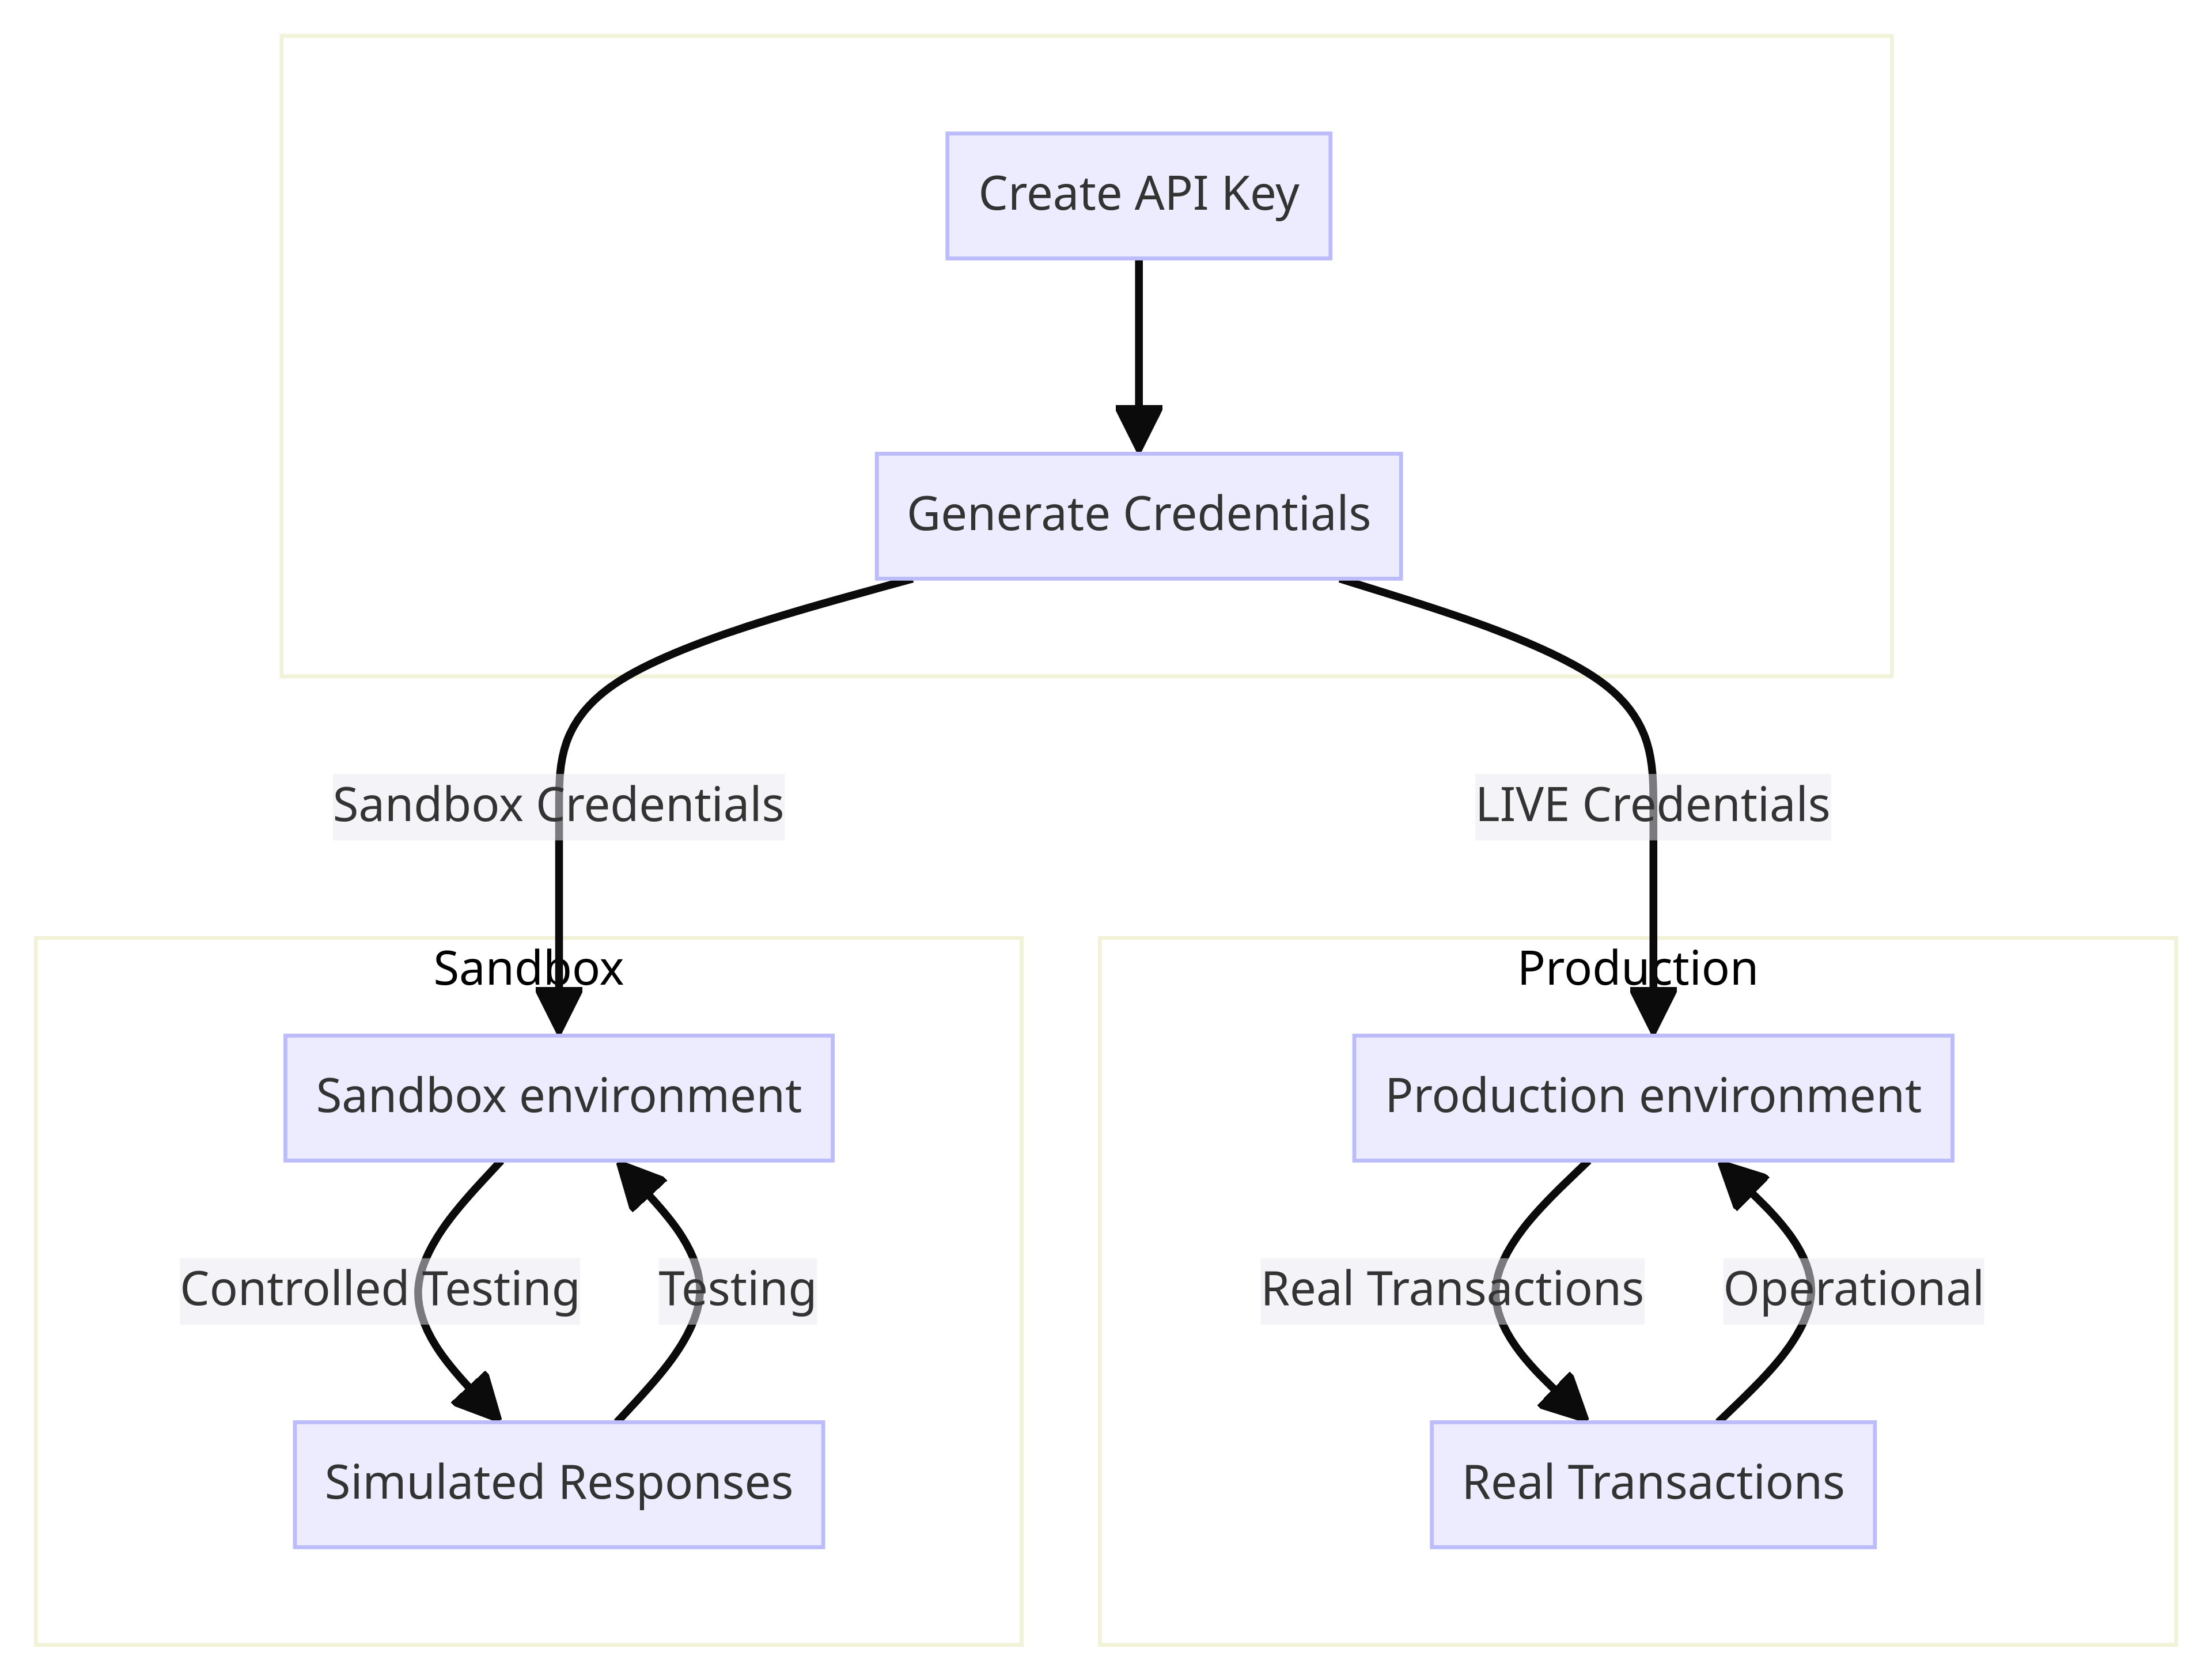 Create API Key
Generate Credentials
Sandbox Credentials
LIVE Credentials
Sandbox
Production
Sandbox environment
Production environment
Controlled Testing
Testing
Real Transactions
Operational
Simulated Responses
Real Transactions